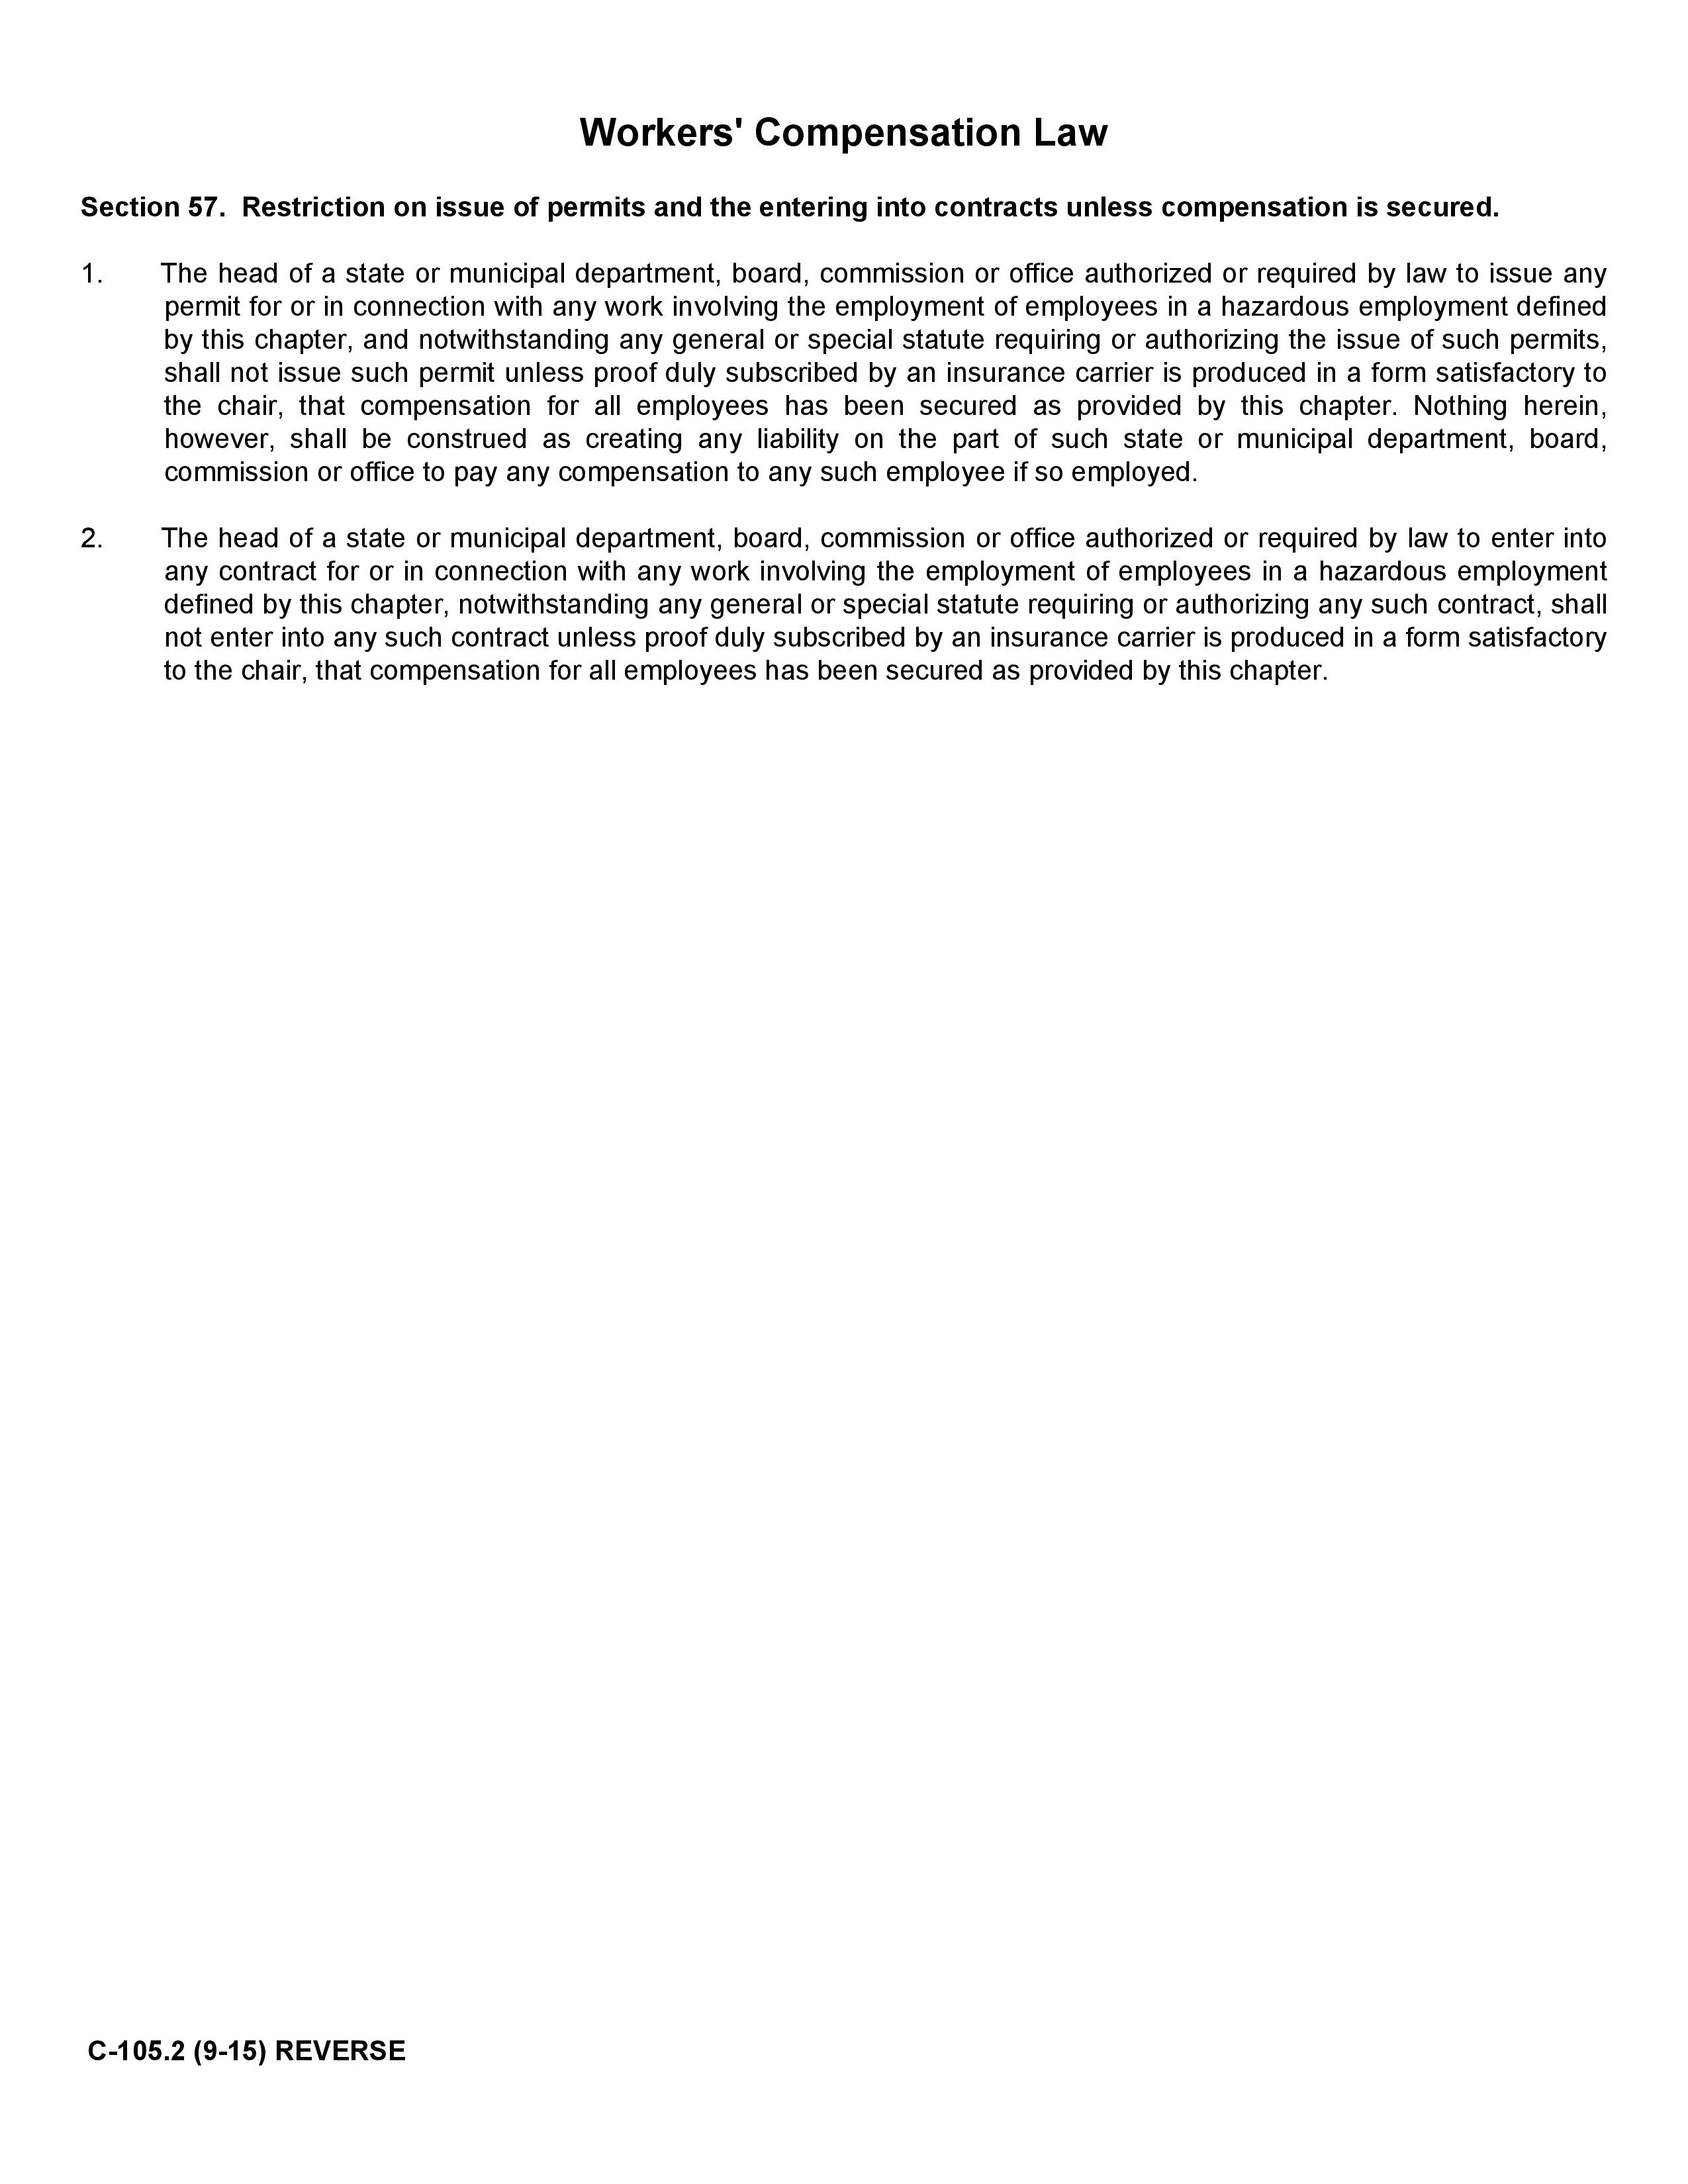 Workers' Compensation Law
Section 57.  Restriction on issue of permits and the entering into contracts unless compensation is secured.
1. The head of a state or municipal department, board, commission or office authorized or required by law to issue any
permit for or in connection with any work involving the employment of employees in a hazardous employment defined
by this chapter, and notwithstanding any general or special statute requiring or authorizing the issue of such permits,
shall not issue such permit unless proof duly subscribed by an insurance carrier is produced in a form satisfactory to
the chair, that compensation for all employees has been secured as provided by this chapter. Nothing herein,
however, shall be construed as creating any liability on the part of such state or municipal department, board,
commission or office to pay any compensation to any such employee if so employed.
2. The head of a state or municipal department, board, commission or office authorized or required by law to enter into
any contract for or in connection with any work involving the employment of employees in a hazardous employment
defined by this chapter, notwithstanding any general or special statute requiring or authorizing any such contract, shall
not enter into any such contract unless proof duly subscribed by an insurance carrier is produced in a form satisfactory
to the chair, that compensation for all employees has been secured as provided by this chapter.
C-105.2 (9-15) REVERSE